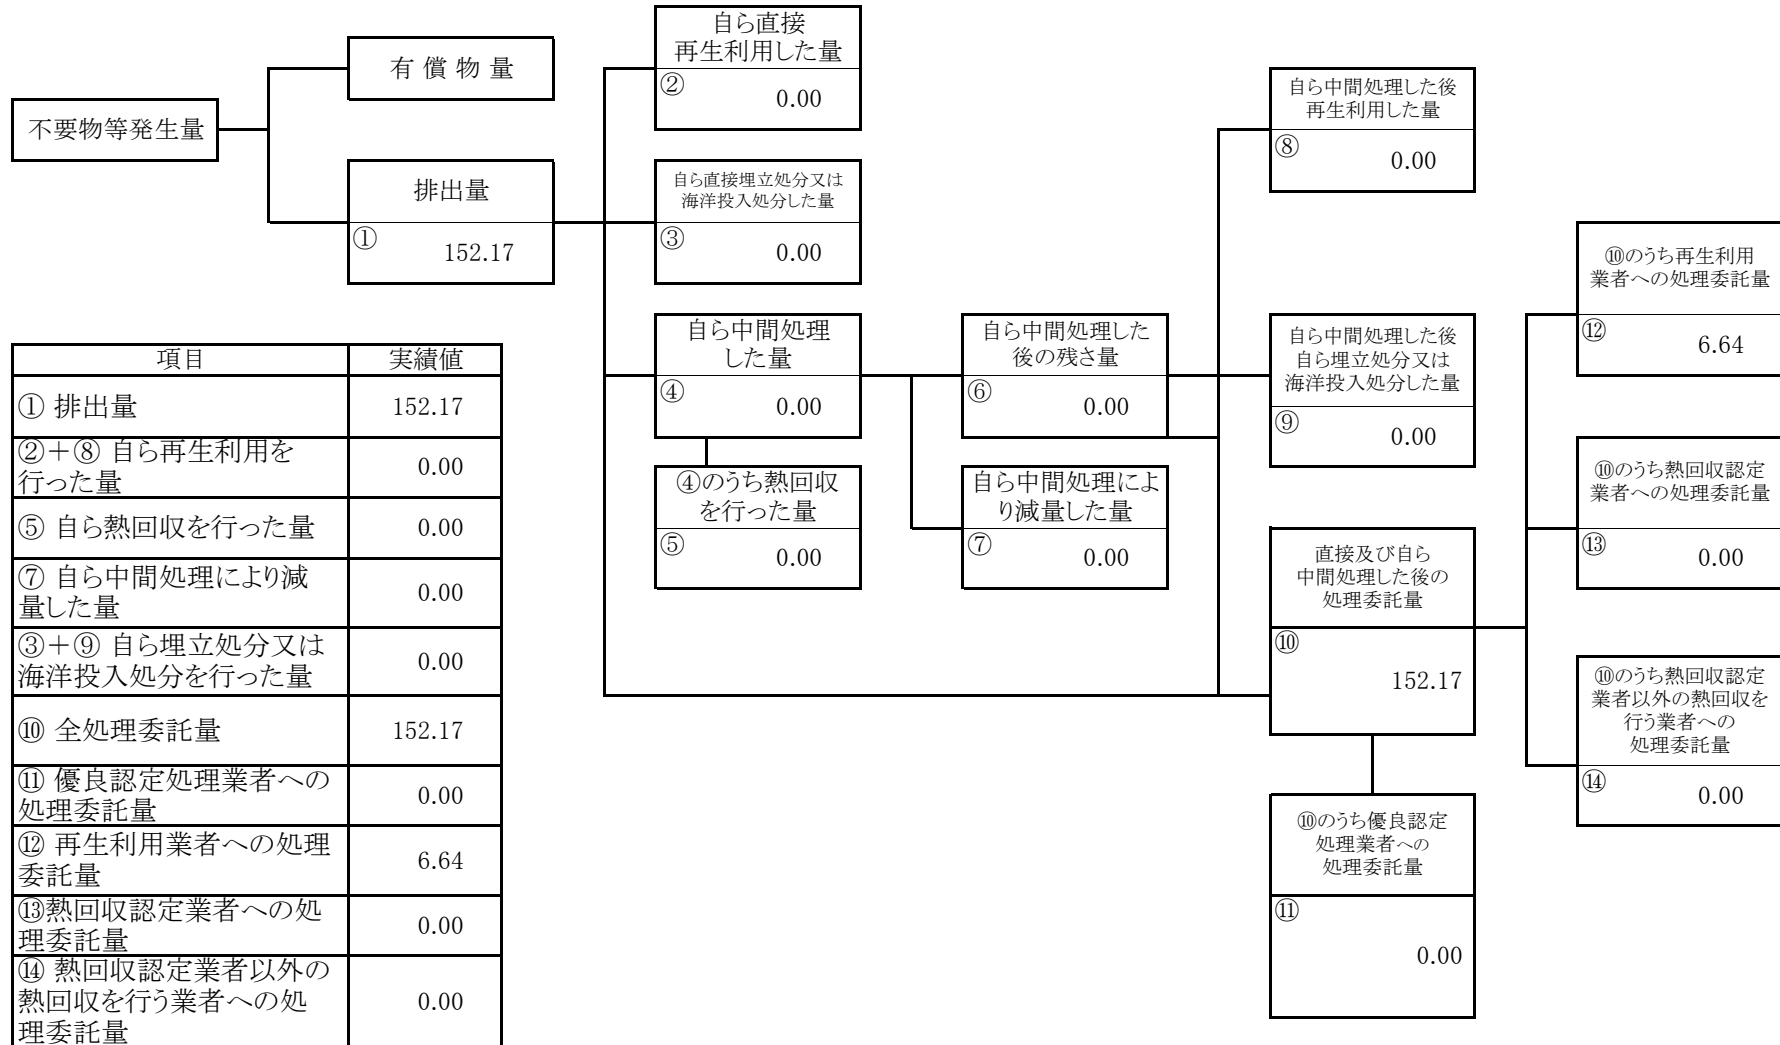 不要物等発生量
有 償 物 量
排出量
①
152.17
自ら直接
再生利用した量
②
0.00
自ら直接埋立処分又は
海洋投入処分した量
③
0.00
自ら中間処理
した量
④
0.00
④のうち熱回収
を行った量
⑤
0.00
自ら中間処理した
後の残さ量
⑥
0.00
自ら中間処理によ
り減量した量
⑦
0.00
自ら中間処理した後
再生利用した量
⑧
0.00
自ら中間処理した後
自ら埋立処分又は
海洋投入処分した量
⑨
0.00
直接及び自ら
中間処理した後の
処理委託量
⑩
152.17
⑩のうち優良認定
処理業者への
処理委託量
⑪
0.00
⑩のうち再生利用
業者への処理委託量
⑫
6.64
⑩のうち熱回収認定
業者への処理委託量
⑬
0.00
⑩のうち熱回収認定
業者以外の熱回収を
行う業者への
処理委託量
⑭
0.00
項目 実績値
① 排出量 152.17
②＋⑧ 自ら再生利用を
行った量 0.00
⑤ 自ら熱回収を行った量 0.00
⑦ 自ら中間処理により減
量した量 0.00
③＋⑨ 自ら埋立処分又は
海洋投入処分を行った量 0.00
⑩ 全処理委託量 152.17
⑪ 優良認定処理業者への
処理委託量 0.00
⑫ 再生利用業者への処理
委託量 6.64
⑬熱回収認定業者への処
理委託量 0.00
⑭ 熱回収認定業者以外の
熱回収を行う業者への処
理委託量 0.00